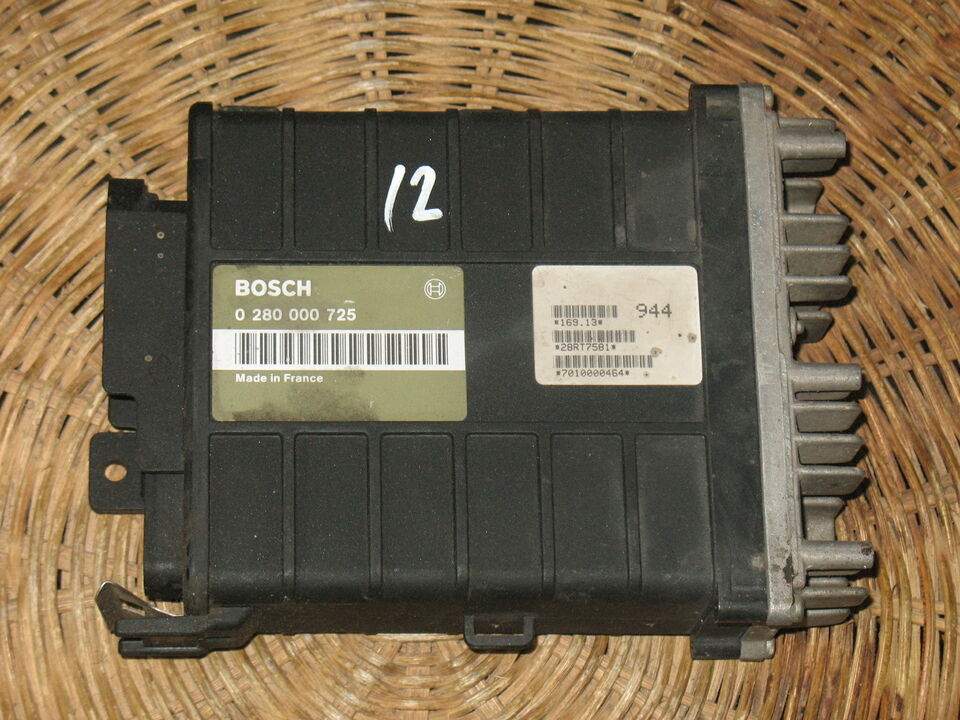 12
BOSCH
0 280 000 725
Made in France
944
*169.13*
*28RT7581*
*7010000464*